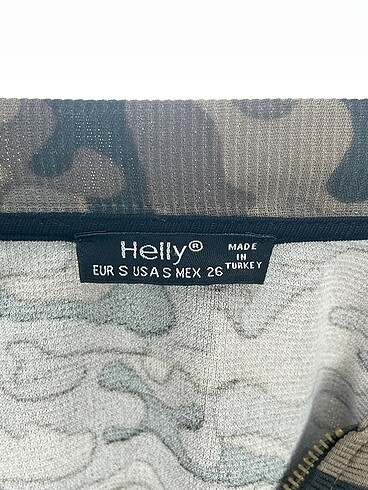 Helly®
MADE
IN
TURKEY
EUR S USA S MEX 26